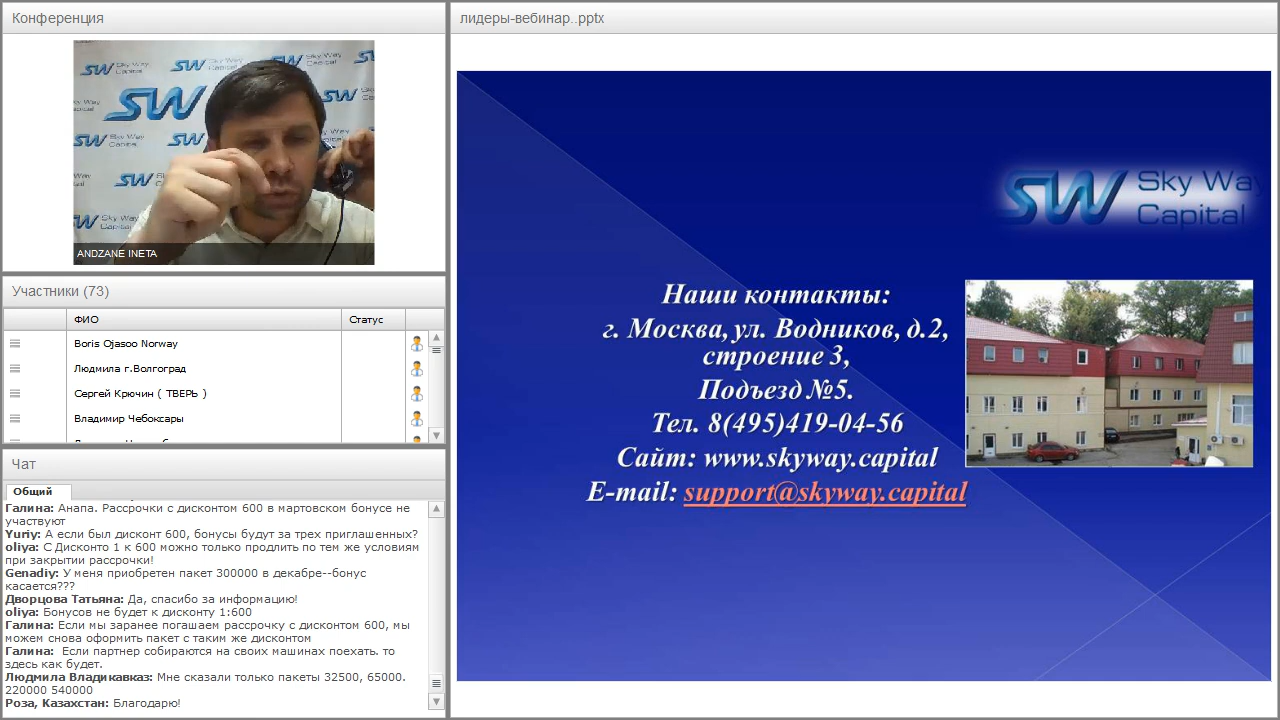 Конференция
Sky Way
Capital
SW
ANDZANE INETA
Участники (73)
ФИО
Статус
Boris Ojasoo Norway
Людмила г.Волгоград
Сергей Крючин ( ТВЕРЬ )
Владимир Чебоксары
Чат
Общий
Галина: Анапа. Рассрочки с дисконтом 600 в мартовском бонусе не
участвуют
Yuriy: А если был дисконт 600, бонусы будут за трех приглашенных?
oliya: С Дисконто 1 к 600 можно только продлить по тем же условиям
при закрытии рассрочки!
Genadiy: У меня приобретен пакет 300000 в декабре--бонус
касается???
Дворцова Татьяна: Да, спасибо за информацию!
oliya: Бонусов не будет к дисконту 1:600
Галина: Если мы заранее погашаем рассрочку с дисконтом 600, мы
можем снова оформить пакет с таким же дисконтом
Галина: Если партнер собираются на своих машинах поехать. то
здесь как будет.
Людмила Владикавказ: Мне сказали только пакеты 32500, 65000.
220000 540000
Роза, Казахстан: Благодарю!
лидеры-вебинар..pptx
SW Sky Way
Capital
Наши контакты:
г. Москва, ул. Водников, д.2,
строение 3,
Подъезд №5.
Тел. 8(495)419-04-56
Сайт: www.skyway.capital
E-mail: support@skyway.capital